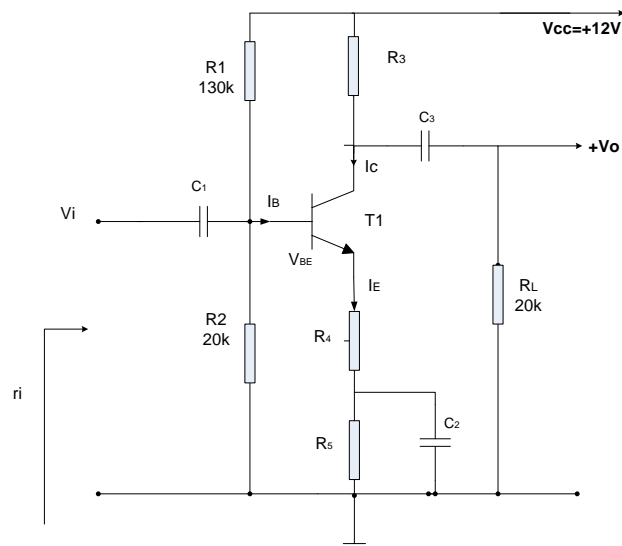 Vcc=+12V
R1
130k
R3
C3
+Vo
Ic
C1
IB
Vi
T1
VBE
IE
RL
20k
R2
20k
R4
ri
C2
R5